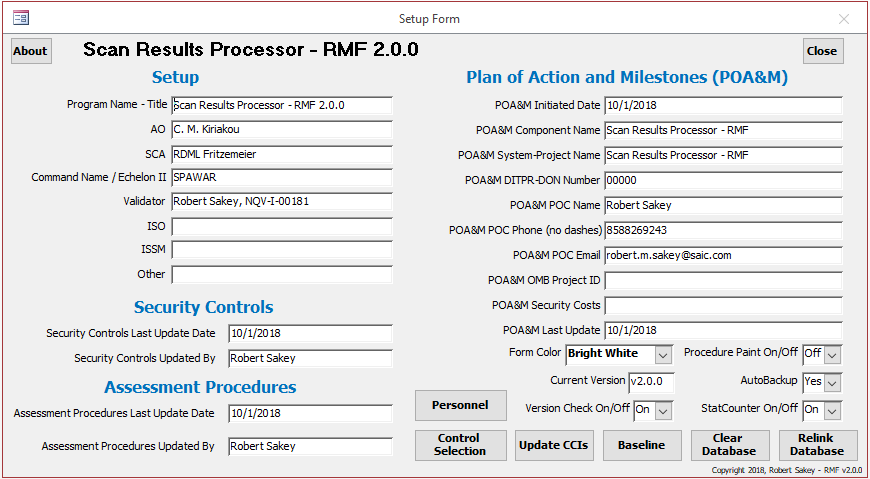 Setup Form
About
Scan Results Processor - RMF 2.0.0
Close
Setup
Program Name - Title Scan Results Processor - RMF 2.0.0
AO C. M. Kiriakou
SCA RDML Fritzemeier
Command Name / Echelon II SPAWAR
Validator Robert Sakey, NQV-I-00181
ISO
ISSM
Other
Security Controls
Security Controls Last Update Date 10/1/2018
Security Controls Updated By Robert Sakey
Assessment Procedures
Assessment Procedures Last Update Date 10/1/2018
Assessment Procedures Updated By Robert Sakey
Plan of Action and Milestones (POA&M)
POA&M Initiated Date 10/1/2018
POA&M Component Name Scan Results Processor - RMF
POA&M System-Project Name Scan Results Processor - RMF
POA&M DITPR-DON Number 00000
POA&M POC Name Robert Sakey
POA&M POC Phone (no dashes) 8588269243
POA&M POC Email robert.m.sakey@saic.com
POA&M OMB Project ID
POA&M Security Costs
POA&M Last Update 10/1/2018
Form Color Bright White Procedure Paint On/Off Off
Current Version v2.0.0 AutoBackup Yes
Version Check On/Off On StatCounter On/Off On
Personnel
Control
Selection
Update CCIs
Baseline
Clear
Database
Relink
Database
Copyright 2018, Robert Sakey - RMF v2.0.0